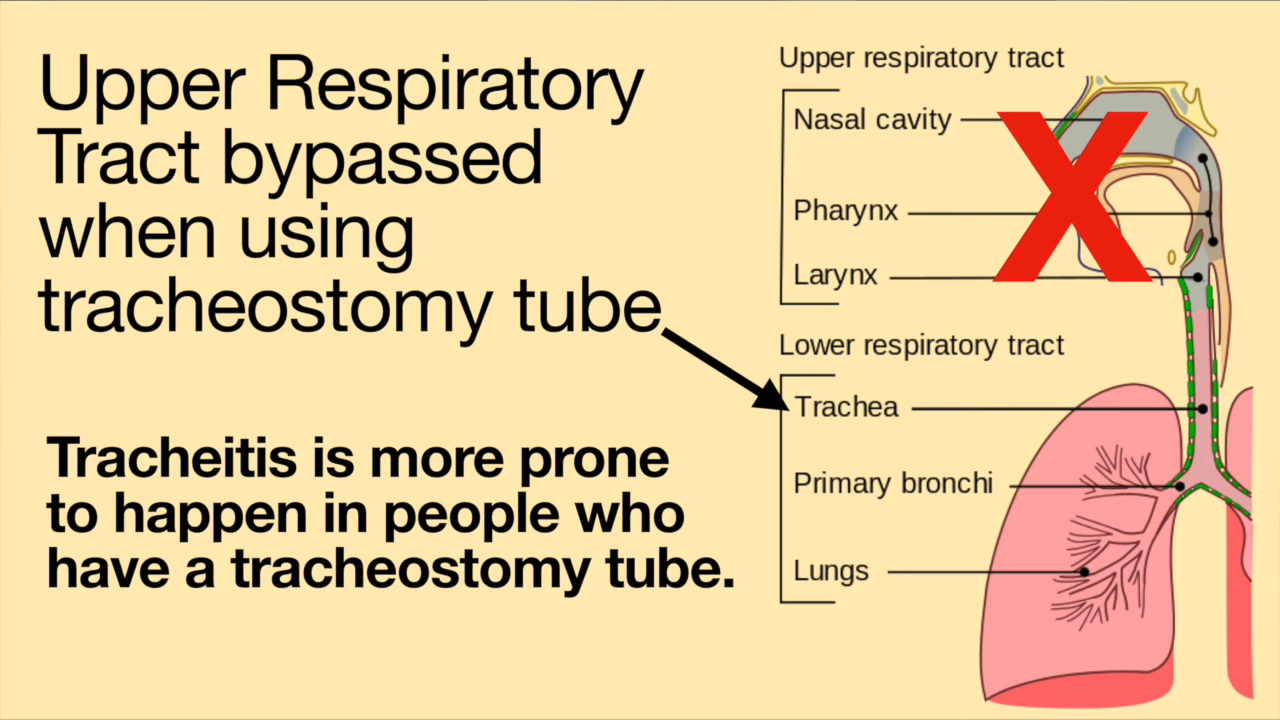 Upper Respiratory
Tract bypassed
when using
tracheostomy tube
Tracheitis is more prone
to happen in people who
have a tracheostomy tube.
Upper respiratory tract
Nasal cavity
Pharynx
Larynx
Lower respiratory tract
Trachea
Primary bronchi
Lungs
X